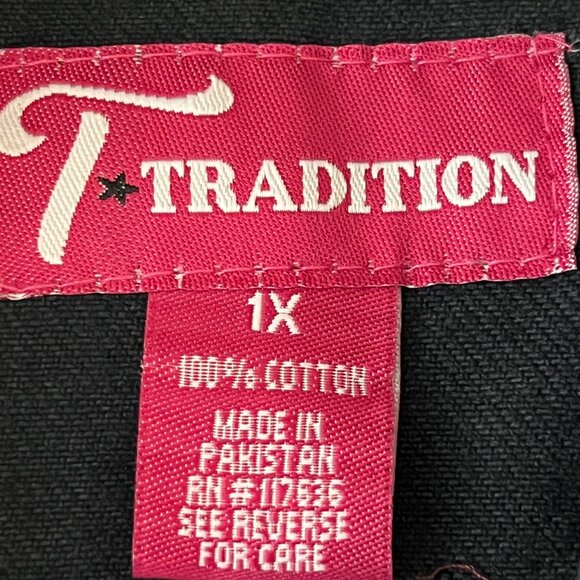 T★TRADITION
1X
100% COTTON
MADE IN
PAKISTAN
RN #117636
SEE REVERSE
FOR CARE